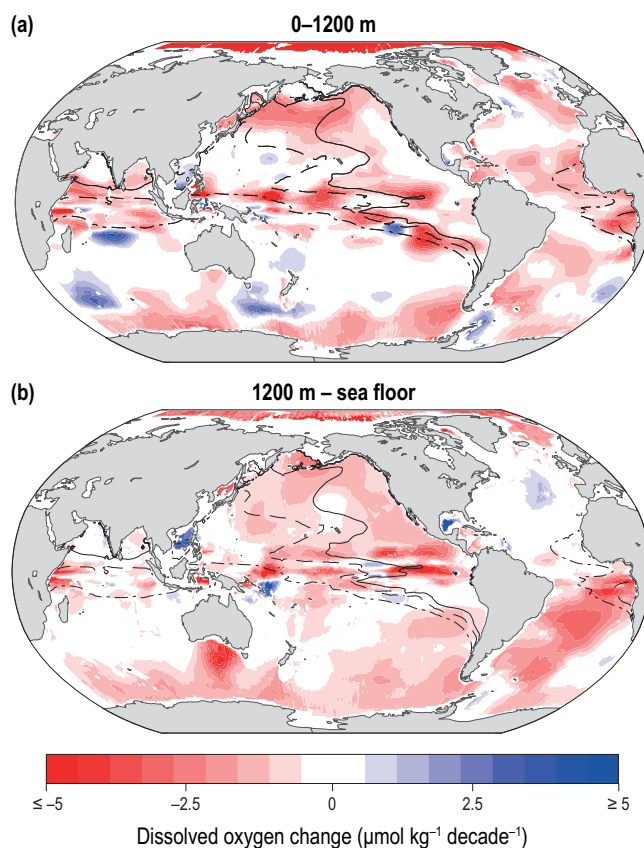 (a)
0–1200 m
(b)
1200 m – sea floor
≤ –5
–2.5
0
2.5
≥ 5
Dissolved oxygen change (µmol kg⁻¹ decade⁻¹)